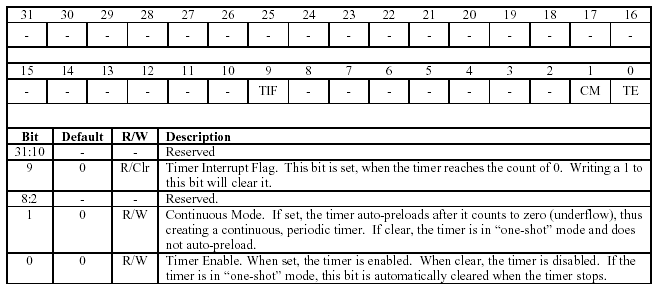 31 30 29 28 27 26 25 24 23 22 21 20 19 18 17 16
- - - - - - - - - - - - - - - -
15 14 13 12 11 10 9 8 7 6 5 4 3 2 1 0
- - - - - - TIF - - - - - - - CM TE
Bit Default R/W Description
31:10 - - Reserved
9 0 R/Clr Timer Interrupt Flag. This bit is set, when the timer reaches the count of 0. Writing a 1 to
this bit will clear it.
8:2 - - Reserved.
1 0 R/W Continuous Mode. If set, the timer auto-preloads after it counts to zero (underflow), thus
creating a continuous, periodic timer. If clear, the timer is in “one-shot” mode and does
not auto-preload.
0 0 R/W Timer Enable. When set, the timer is enabled. When clear, the timer is disabled. If the
timer is in “one-shot” mode, this bit is automatically cleared when the timer stops.